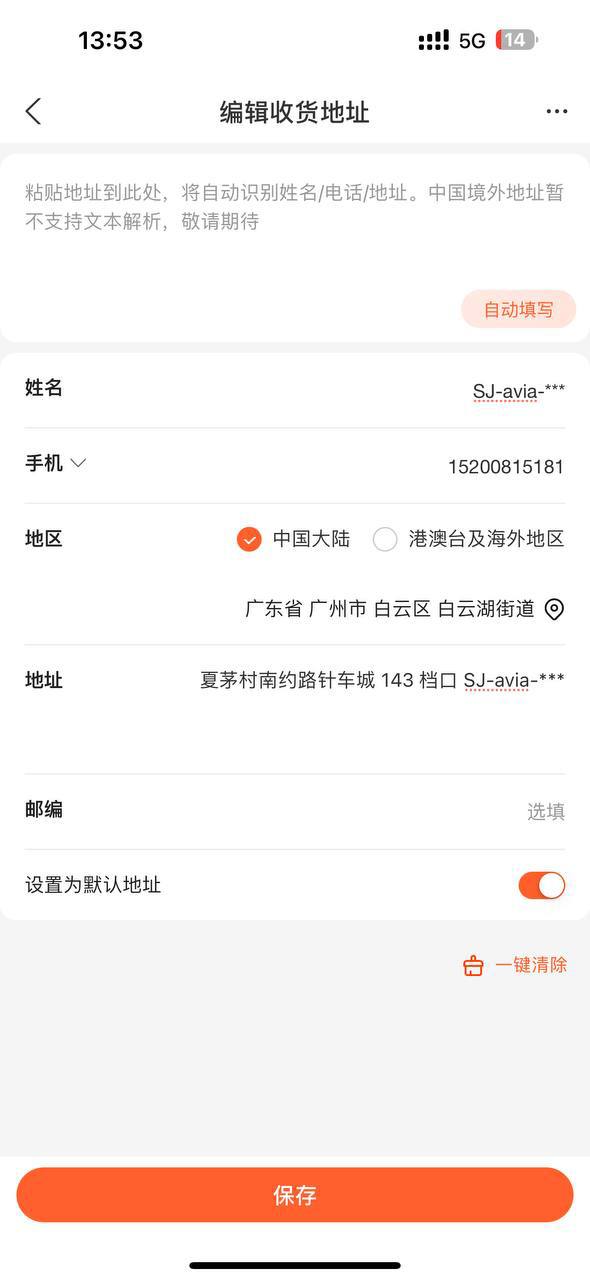 13:53 5G 14
编辑收货地址
粘贴地址到此处，将自动识别姓名/电话/地址。中国境外地址暂
不支持文本解析，敬请期待
自动填写
姓名 SJ-avia-***
手机 15200815181
地区 中国大陆 港澳台及海外地区
广东省 广州市 白云区 白云湖街道
地址 夏茅村南约路针车城 143 档口 SJ-avia-***
邮编 选填
设置为默认地址
一键清除
保存